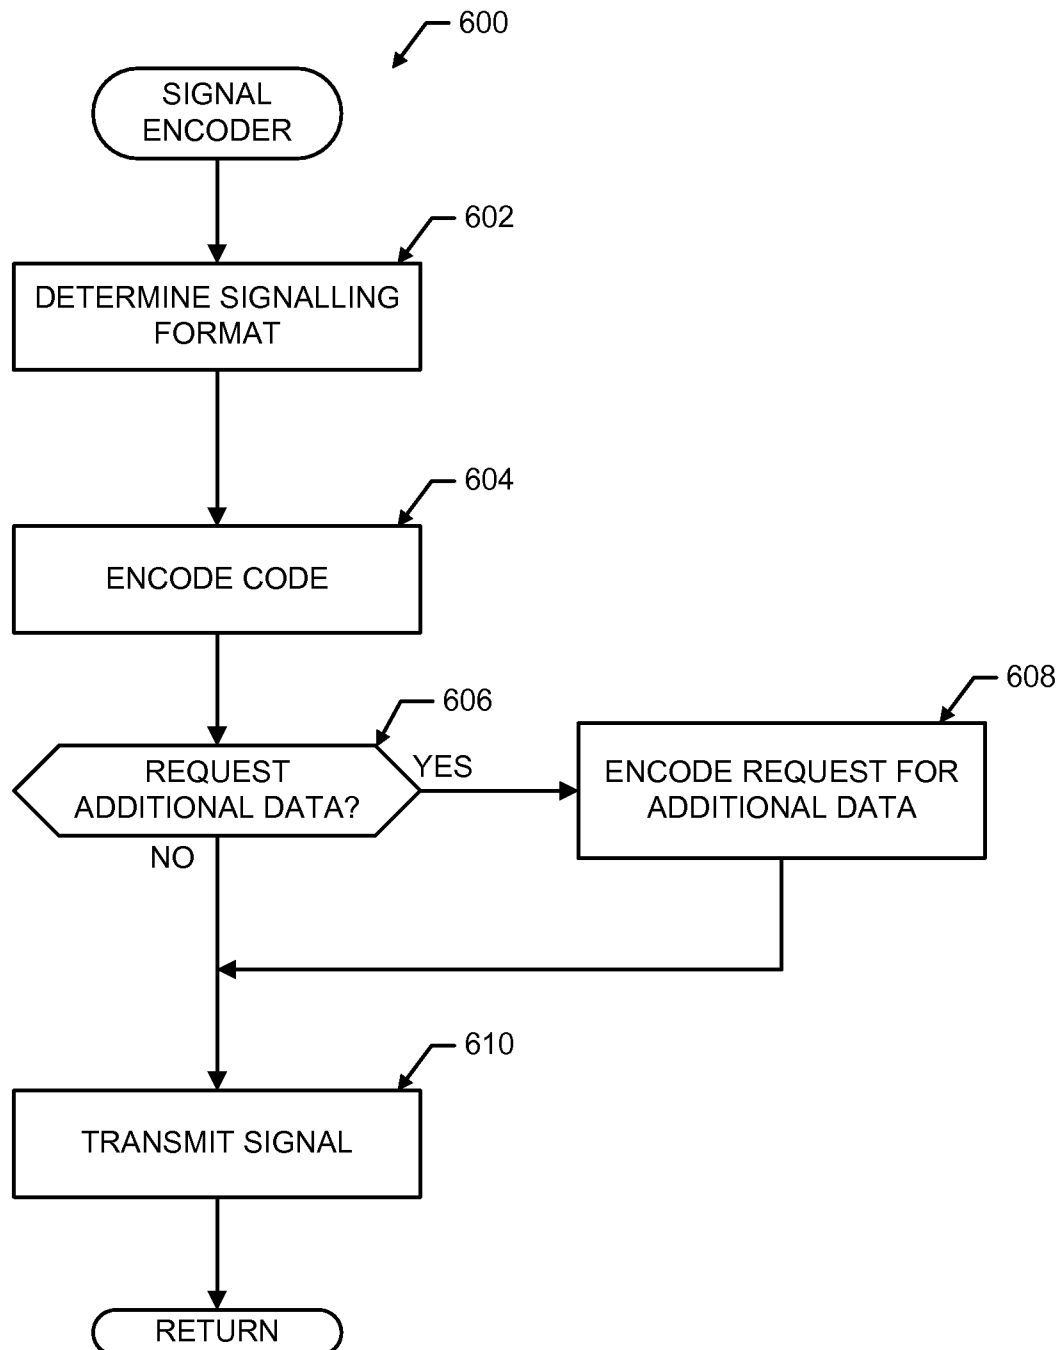 600
SIGNAL
ENCODER
602
DETERMINE SIGNALLING
FORMAT
604
ENCODE CODE
606
608
REQUEST
ADDITIONAL DATA?
YES
ENCODE REQUEST FOR
ADDITIONAL DATA
NO
610
TRANSMIT SIGNAL
RETURN